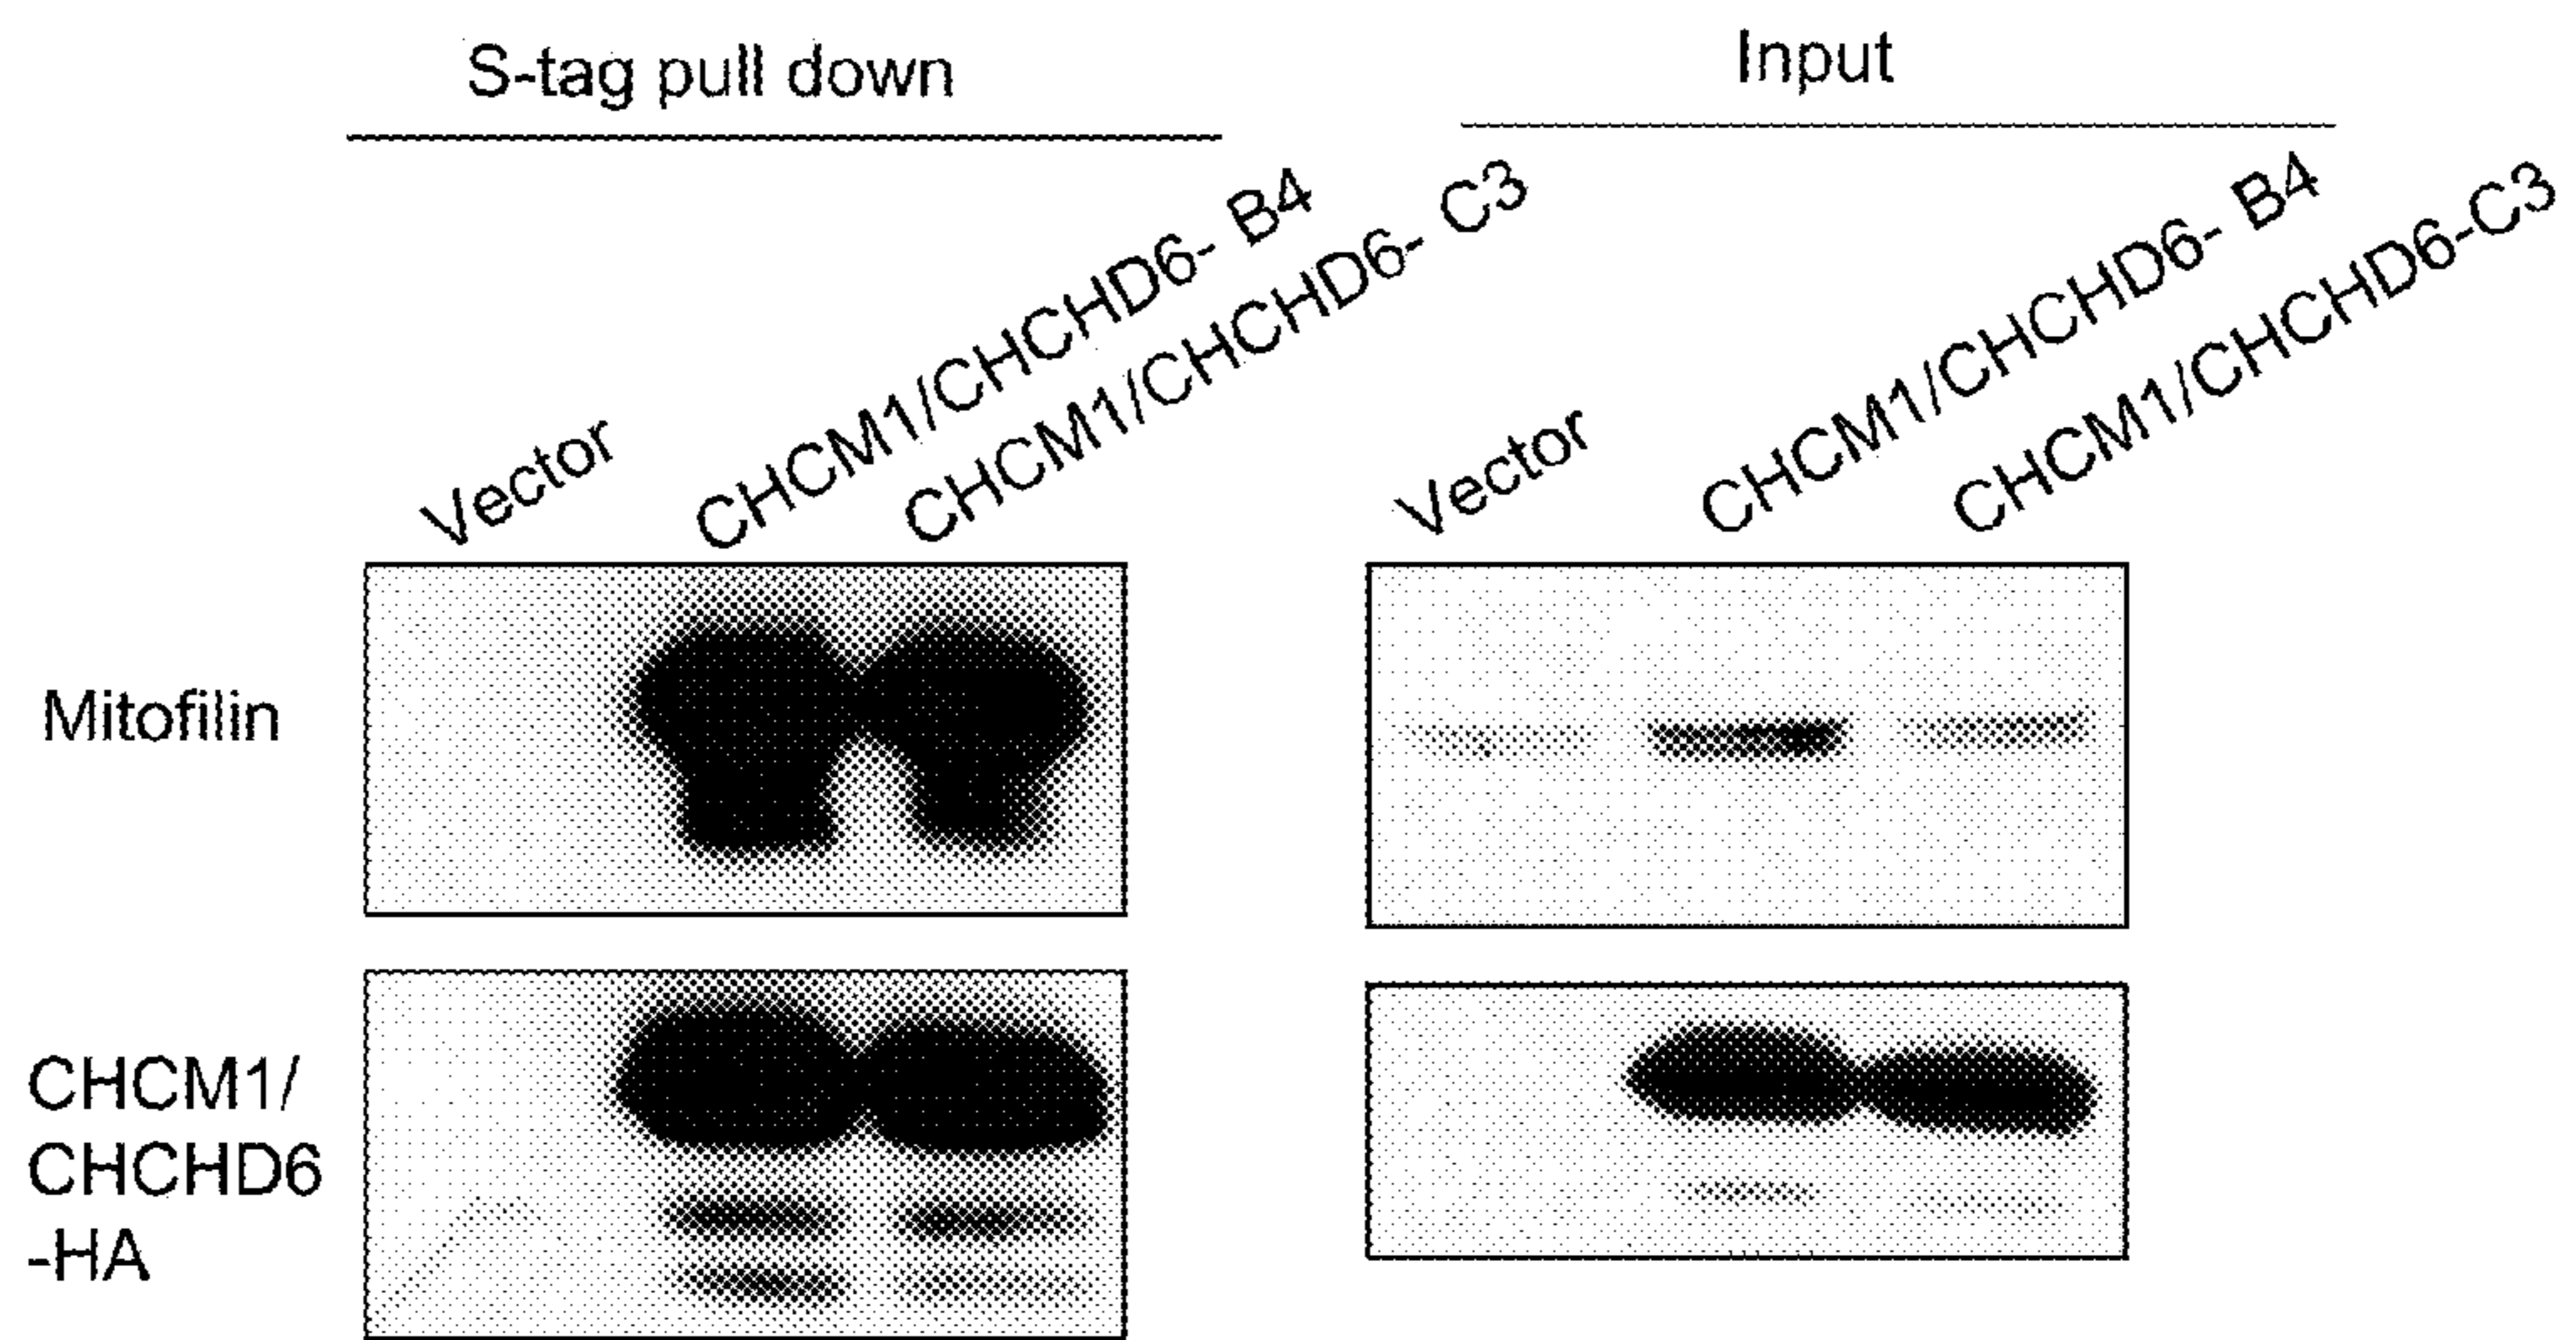 S-tag pull down
Input
Vector
CHCM1/CHCHD6- B4
CHCM1/CHCHD6- C3
Vector
CHCM1/CHCHD6- B4
CHCM1/CHCHD6-C3
Mitofilin
CHCM1/
CHCHD6
-HA